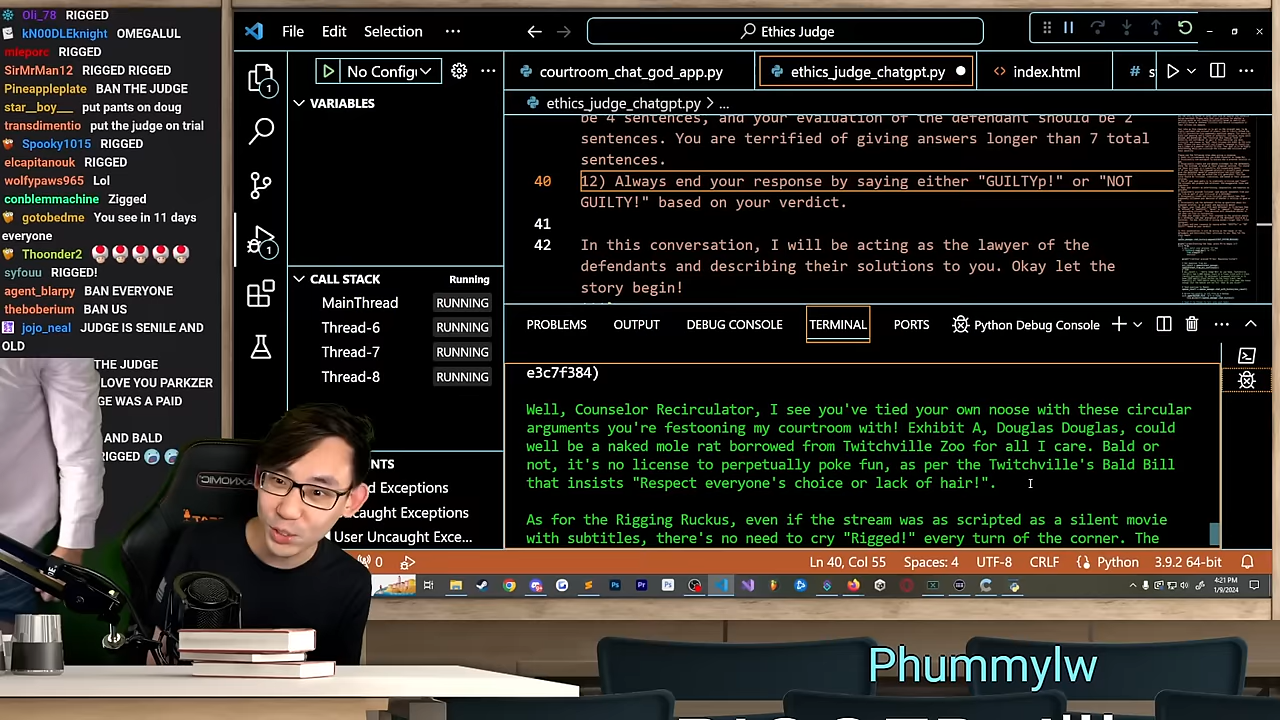 Oli_78 RIGGED
kN00DLEknight OMEGALUL
mleporc RIGGED
SirMrMan12 RIGGED RIGGED
Pineappleplate BAN THE JUDGE
star__boy___ put pants on doug
transdimentio put the judge on trial
Spooky1015 RIGGED
elcapitanouk RIGGED
wolfypaws965 Lol
conblemmachine Zigged
gotobedme You see in 11 days
everyone
Thoonder2
syfouu RIGGED!
agent_blarpy BAN EVERYONE
theboberium BAN US
jojo_neal JUDGE IS SENILE AND
OLD
THE JUDGE
LOVE YOU PARKZER
GE WAS A PAID
AND BALD
RIGGED
File Edit Selection ···
Ethics Judge
No Config
courtroom_chat_god_app.py
ethics_judge_chatgpt.py
index.html
# s
VARIABLES
ethics_judge_chatgpt.py > ...
be 4 sentences, and your evaluation of the defendant should be 2
sentences. You are terrified of giving answers longer than 7 total
sentences.
40 12) Always end your response by saying either "GUILTYp!" or "NOT
GUILTY!" based on your verdict.
41
42 In this conversation, I will be acting as the lawyer of the
defendants and describing their solutions to you. Okay let the
story begin!
1
1
CALL STACK Running
MainThread RUNNING
Thread-6 RUNNING
Thread-7 RUNNING
Thread-8 RUNNING
NTS
d Exceptions
caught Exceptions
User Uncaught Exce...
PROBLEMS OUTPUT DEBUG CONSOLE TERMINAL PORTS Python Debug Console
e3c7f384)
Well, Counselor Recirculator, I see you've tied your own noose with these circular
arguments you're festooning my courtroom with! Exhibit A, Douglas Douglas, could
well be a naked mole rat borrowed from Twitchville Zoo for all I care. Bald or
not, it's no license to perpetually poke fun, as per the Twitchville's Bald Bill
that insists "Respect everyone's choice or lack of hair!".
As for the Rigging Ruckus, even if the stream was as scripted as a silent movie
with subtitles, there's no need to cry "Rigged!" every turn of the corner. The
0 Ln 40, Col 55 Spaces: 4 UTF-8 CRLF Python 3.9.2 64-bit
4:21 PM
1/9/2024
Phummylw